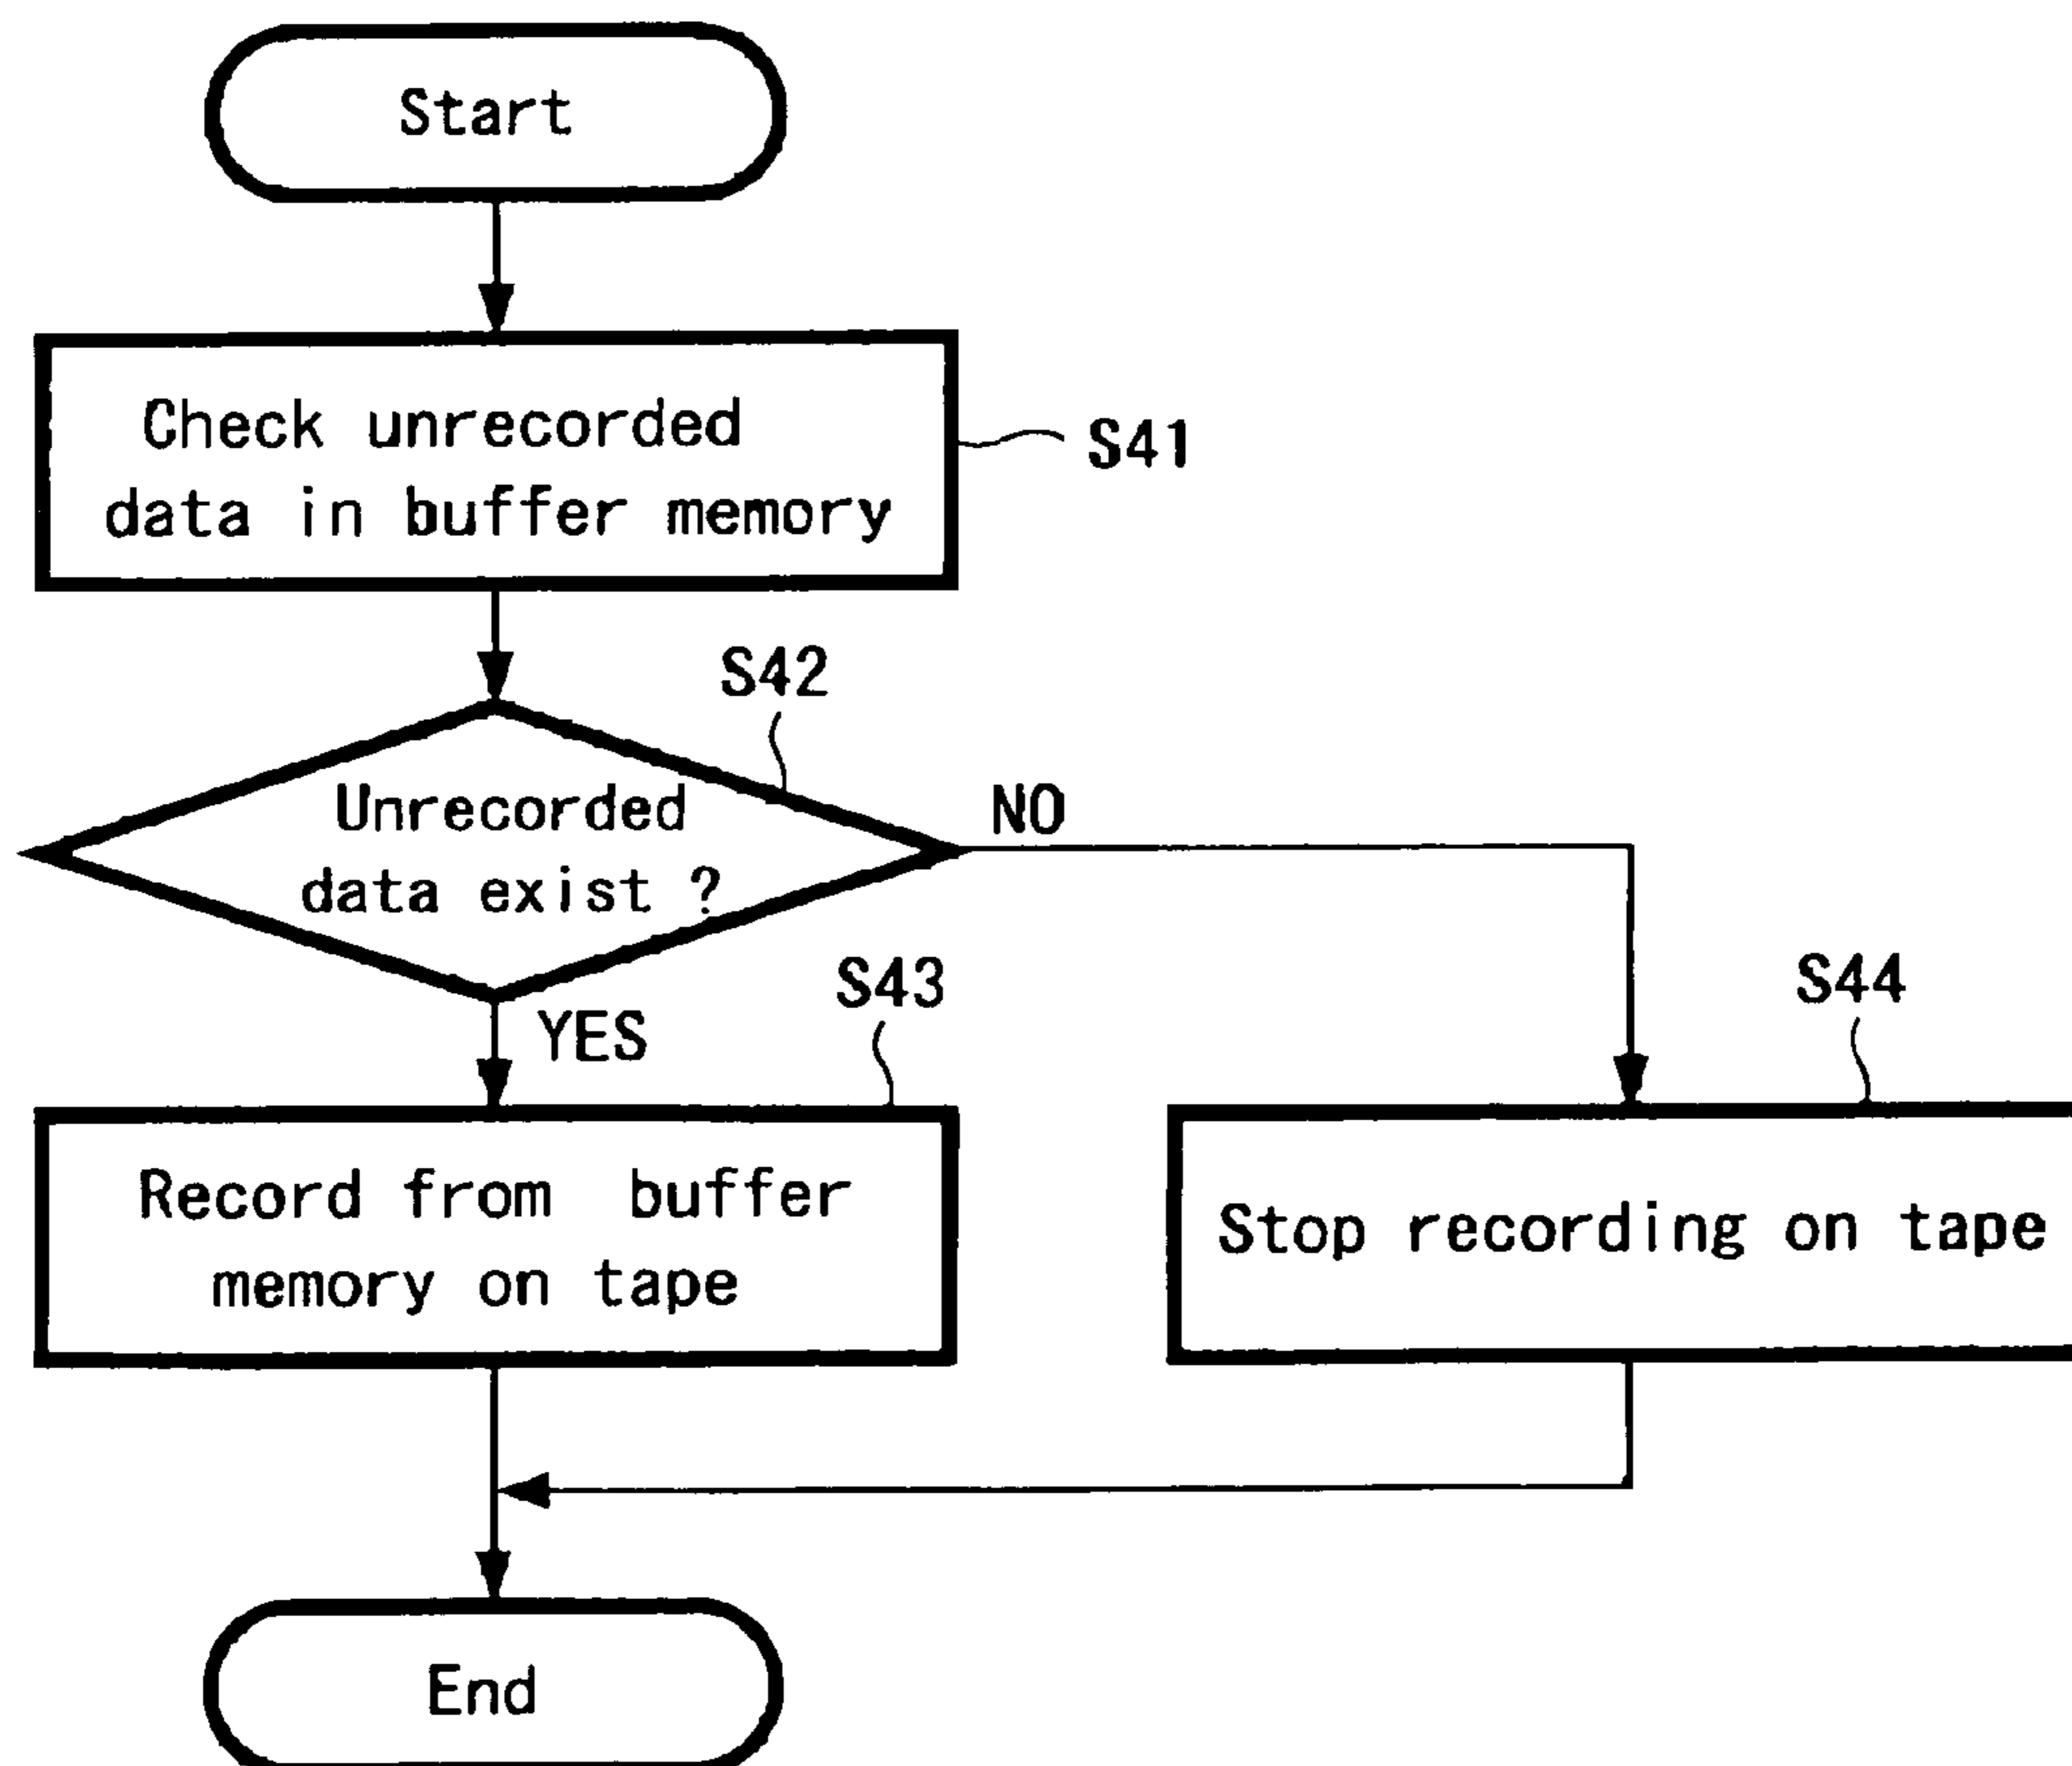 Start
Check unrecorded
data in buffer memory
S41
S42
Unrecorded
data exist ?
NO
YES
S43
S44
Record from buffer
memory on tape
Stop recording on tape
End